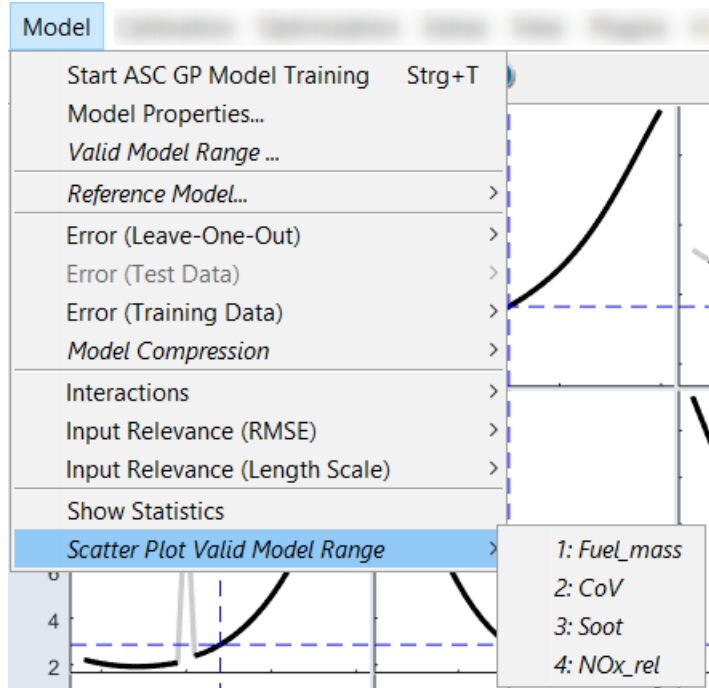 Model
Start ASC GP Model Training Strg+T
Model Properties...
Valid Model Range ...
Reference Model...
Error (Leave-One-Out)
Error (Test Data)
Error (Training Data)
Model Compression
Interactions
Input Relevance (RMSE)
Input Relevance (Length Scale)
Show Statistics
Scatter Plot Valid Model Range
1: Fuel_mass
2: CoV
3: Soot
4: NOx_rel
6
4
2